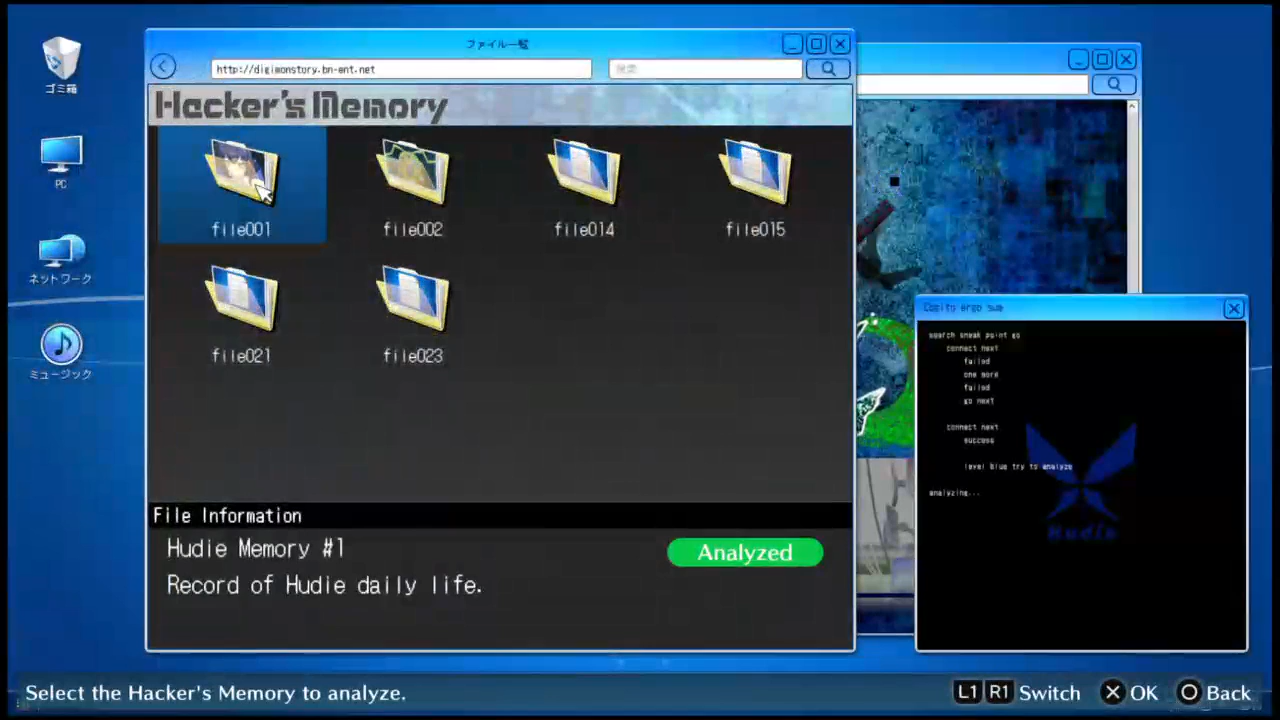 ゴミ箱
PC
ネットワーク
ミュージック
ファイル一覧
http://digimonstory.bn-ent.net
検索
Hacker's Memory
file001
file002
file014
file015
file021
file023
File Information
Hudie Memory #1
Analyzed
Record of Hudie daily life.
Cogito ergo sum
search sneak point go
connect next
failed
one more
failed
go next
connect next
success
level blue try to analyze
analyzing...
Hudie
Select the Hacker's Memory to analyze.
L1 R1 Switch
OK
Back